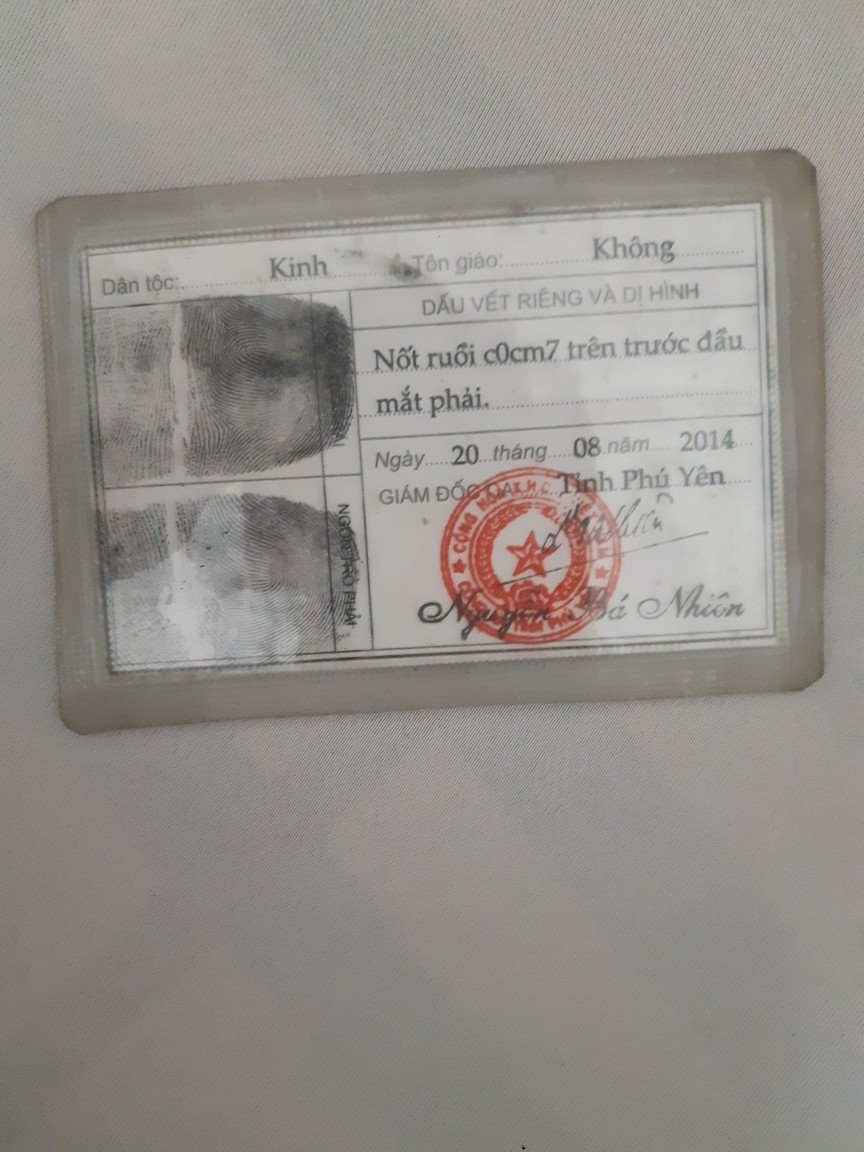 Dân tộc: Kinh Tôn giáo: Không
DẤU VẾT RIÊNG VÀ DỊ HÌNH
Nốt ruồi c0cm7 trên trước đầu
mắt phải.
Ngày 20 tháng 08 năm 2014
GIÁM ĐỐC CA Tỉnh Phú Yên
Nguyễn Bá Nhiên
NGÓN TRỎ PHẢI